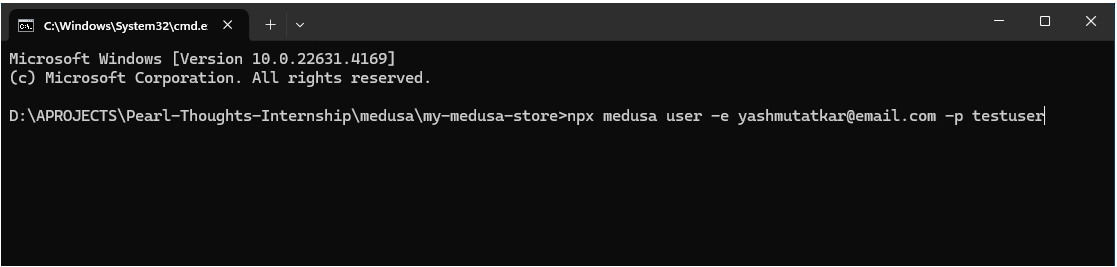 C:\Windows\System32\cmd.e
Microsoft Windows [Version 10.0.22631.4169]
(c) Microsoft Corporation. All rights reserved.
D:\APROJECTS\Pearl-Thoughts-Internship\medusa\my-medusa-store>npx medusa user -e yashmutatkar@email.com -p testuser